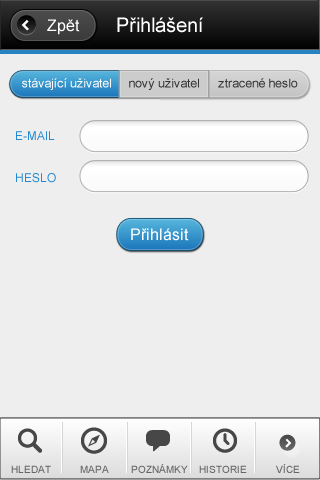 Zpět
Přihlášení
stávající uživatel
nový uživatel
ztracené heslo
E-MAIL
HESLO
Přihlásit
HLEDAT
MAPA
POZNÁMKY
HISTORIE
VÍCE